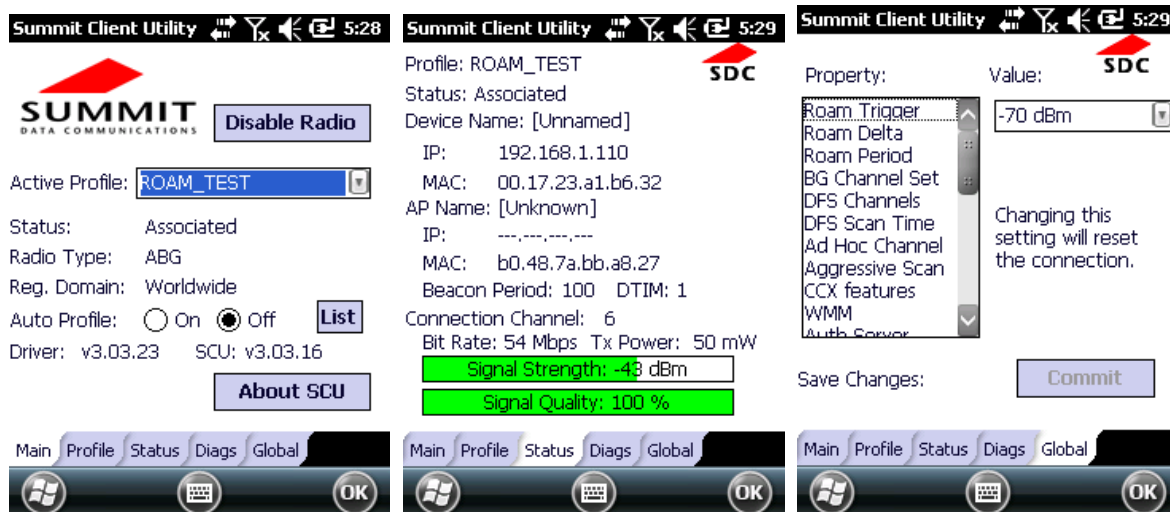 Summit Client Utility 5:28
SUMMIT
DATA COMMUNICATIONS
Disable Radio
Active Profile: ROAM_TEST
Status: Associated
Radio Type: ABG
Reg. Domain: Worldwide
Auto Profile: On Off List
Driver: v3.03.23 SCU: v3.03.16
About SCU
Main Profile Status Diags Global
OK
Summit Client Utility 5:29
Profile: ROAM_TEST
SDC
Status: Associated
Device Name: [Unnamed]
IP: 192.168.1.110
MAC: 00.17.23.a1.b6.32
AP Name: [Unknown]
IP: ---.---.---.---
MAC: b0.48.7a.bb.a8.27
Beacon Period: 100 DTIM: 1
Connection Channel: 6
Bit Rate: 54 Mbps Tx Power: 50 mW
Signal Strength: -43 dBm
Signal Quality: 100 %
Main Profile Status Diags Global
OK
Summit Client Utility 5:29
SDC
Property: Value:
Roam Trigger -70 dBm
Roam Delta
Roam Period
BG Channel Set
DFS Channels
DFS Scan Time
Ad Hoc Channel
Aggressive Scan
CCX features
WMM
Auth Server
Changing this
setting will reset
the connection.
Save Changes: Commit
Main Profile Status Diags Global
OK